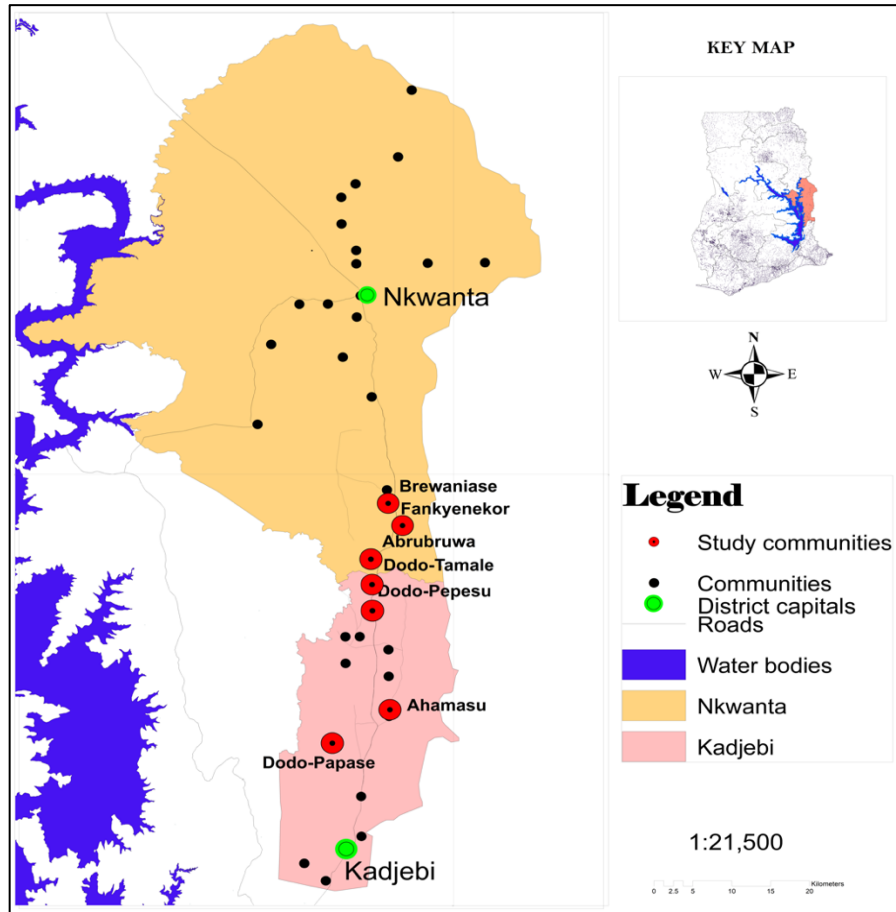 KEY MAP
Nkwanta
N
W E
S
Brewaniase
Fankyenekor
Abrubruwa
Dodo-Tamale
Dodo-Pepesu
Ahamasu
Dodo-Papase
Kadjebi
Legend
Study communities
Communities
District capitals
Roads
Water bodies
Nkwanta
Kadjebi
1:21,500
Kilometers
0 2.5 5 10 15 20